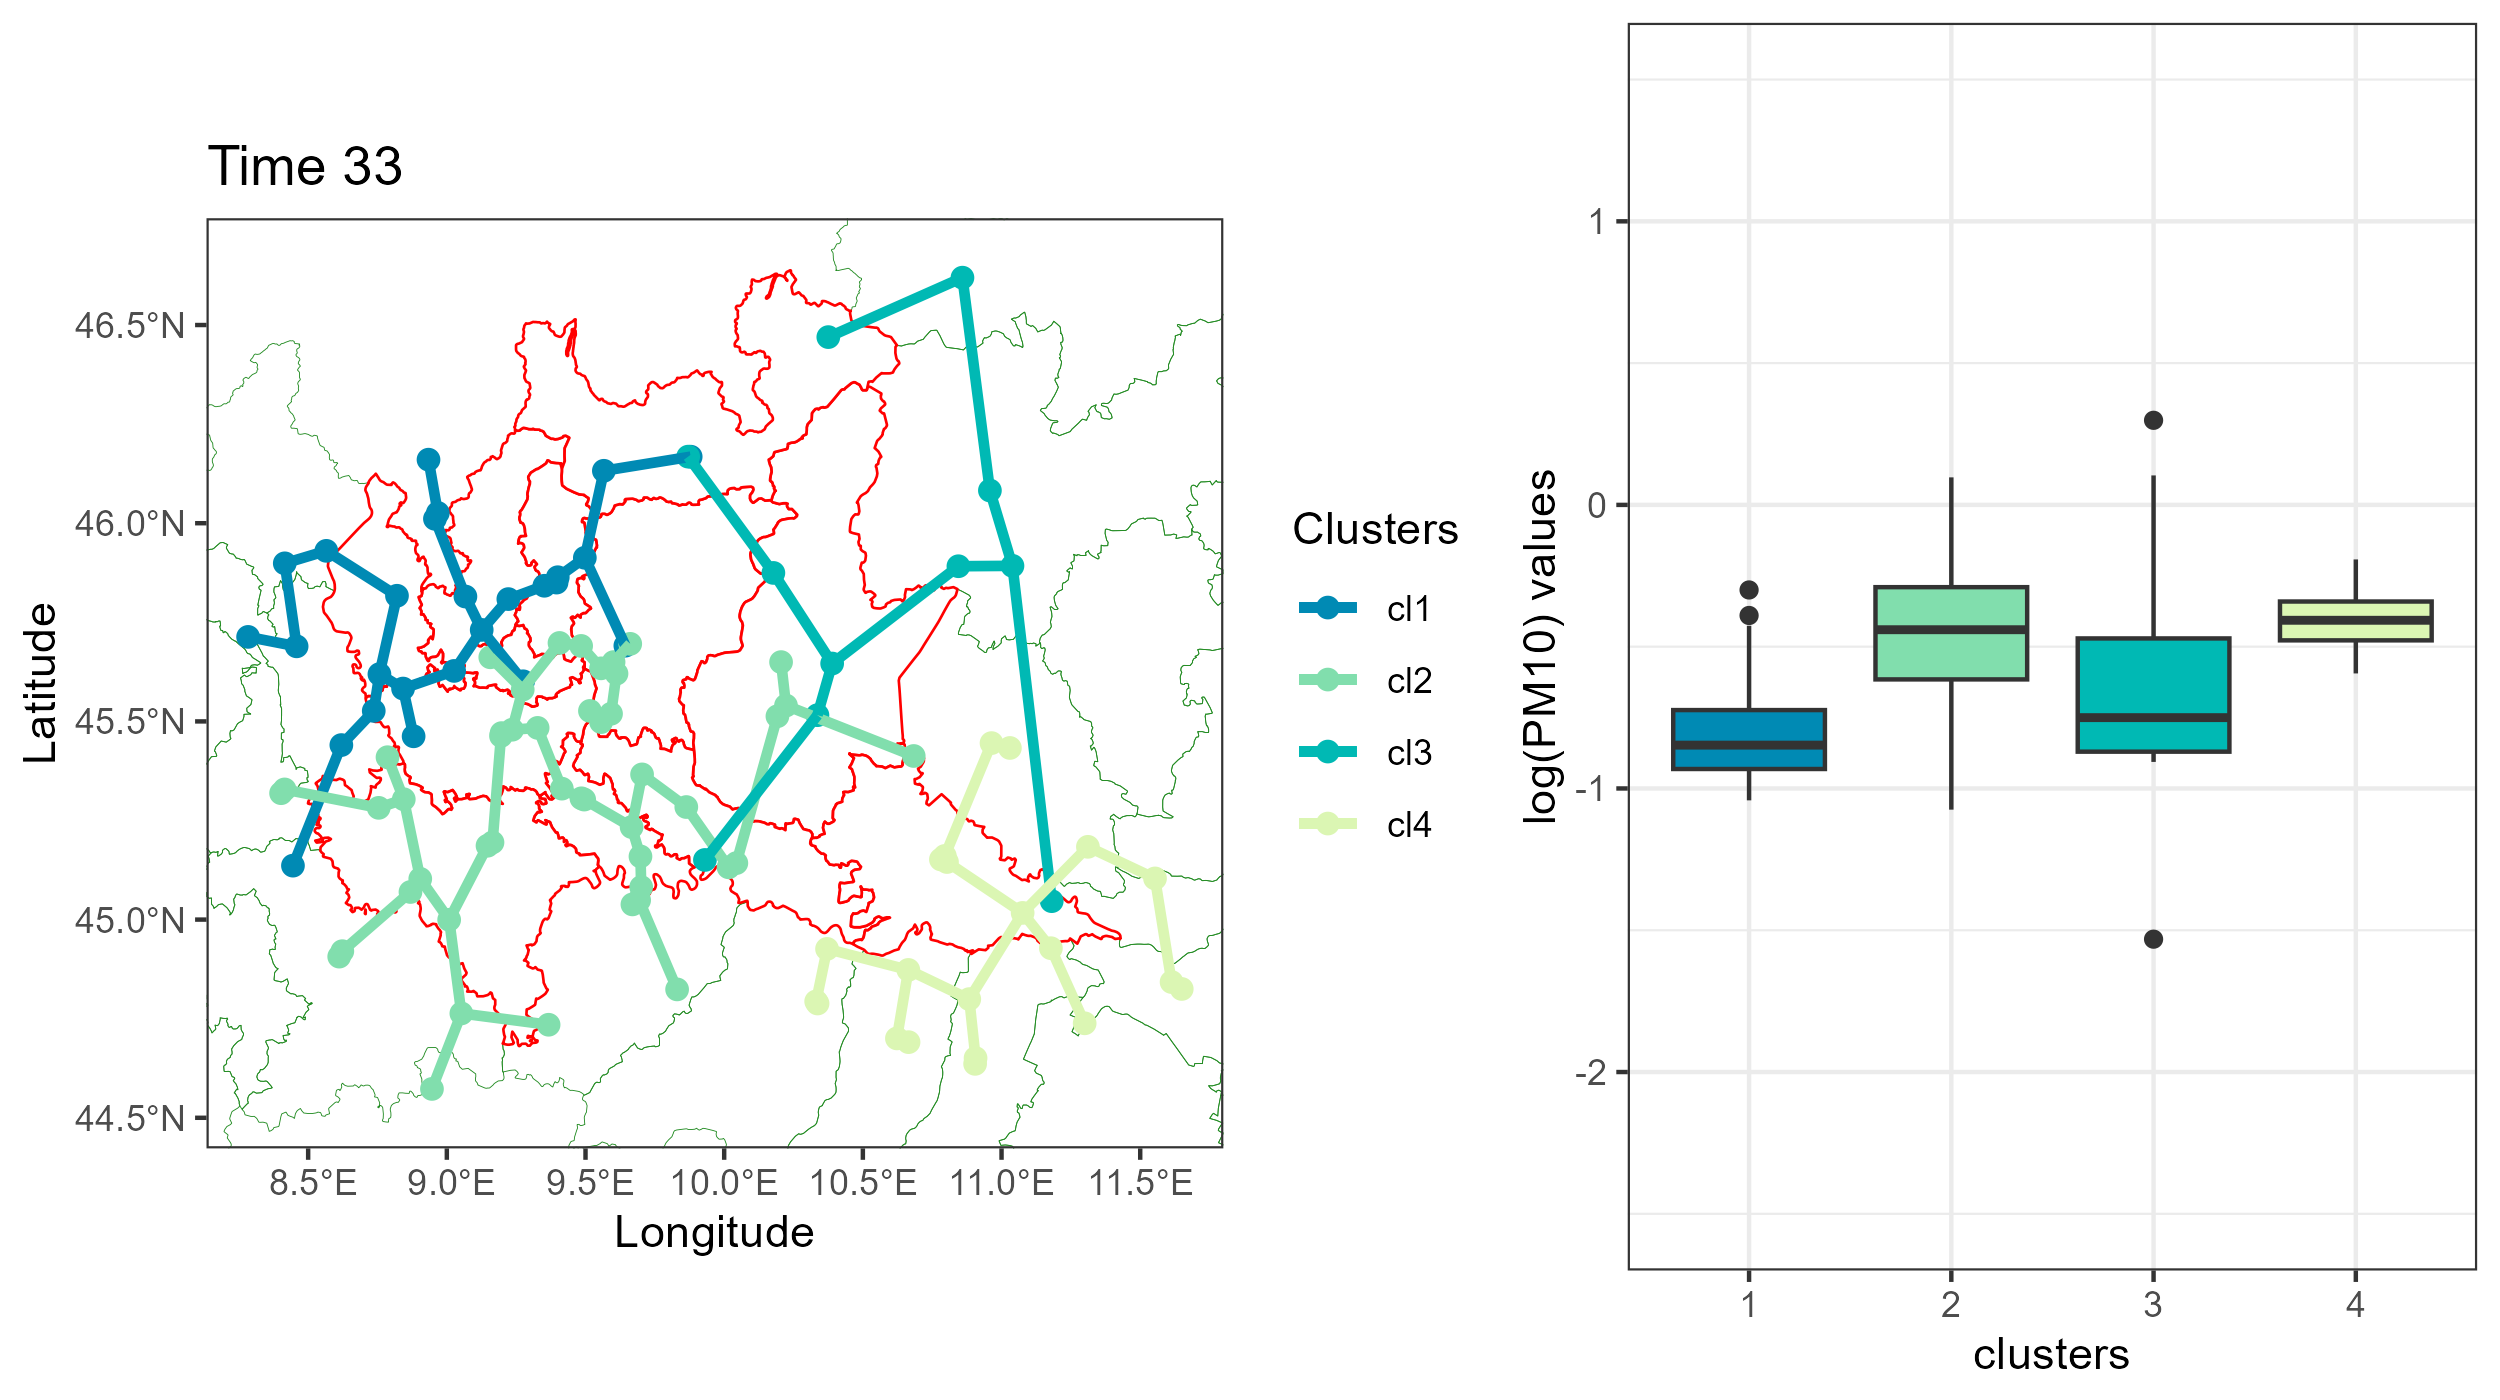 Time 33
46.5°N
46.0°N
45.5°N
45.0°N
44.5°N
Latitude
8.5°E 9.0°E 9.5°E 10.0°E 10.5°E 11.0°E 11.5°E
Longitude
Clusters
cl1
cl2
cl3
cl4
log(PM10) values
1
0
-1
-2
1 2 3 4
clusters